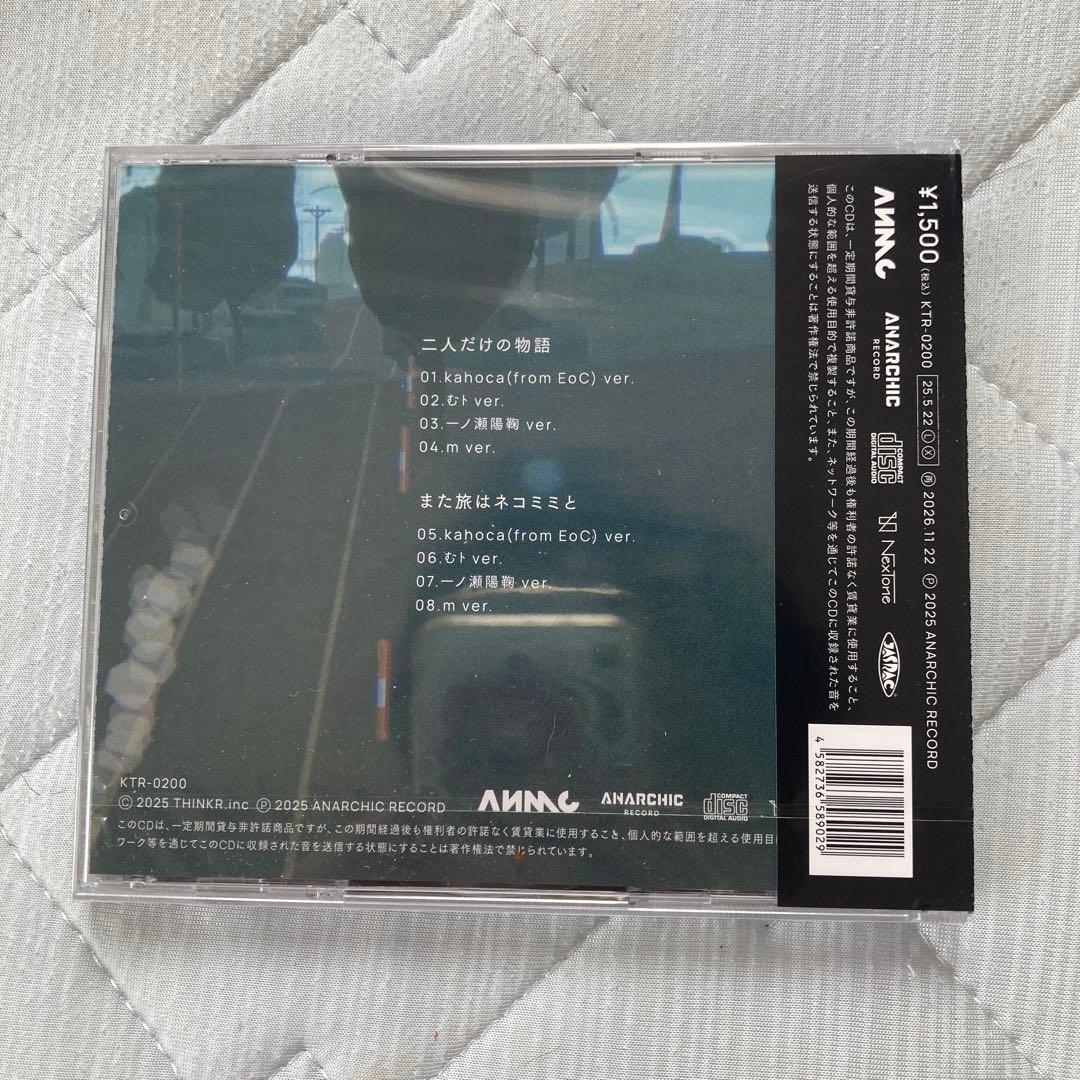 二人だけの物語
01.kahoca(from EoC) ver.
02.むト ver.
03.一ノ瀬陽鞠 ver.
04.m ver.
また旅はネコミミと
05.kahoca(from EoC) ver.
06.むト ver.
07.一ノ瀬陽鞠 ver.
08.m ver.
KTR-0200
Ⓒ 2025 THINKR.inc Ⓟ 2025 ANARCHIC RECORD
ANMC
ANARCHIC
RECORD
COMPACT
disc
DIGITAL AUDIO
このCDは、一定期間貸与非許諾商品ですが、この期間経過後も権利者の許諾なく賃貸業に使用すること、個人的な範囲を超える使用目
ワーク等を通じてこのCDに収録された音を送信する状態にすることは著作権法で禁じられています。
¥1,500(税込) KTR-0200 25.5.22 Ⓛ Ⓧ ㊐ 2026.11.22 Ⓟ 2025 ANARCHIC RECORD
ANMC
ANARCHIC
RECORD
COMPACT
disc
DIGITAL AUDIO
NexTone
JASRAC
このCDは、一定期間貸与非許諾商品ですが、この期間経過後も権利者の許諾なく賃貸業に使用すること、
個人的な範囲を超える使用目的で複製すること、また、ネットワーク等を通じてこのCDに収録された音を
送信する状態にすることは著作権法で禁じられています。
4 582736 589029